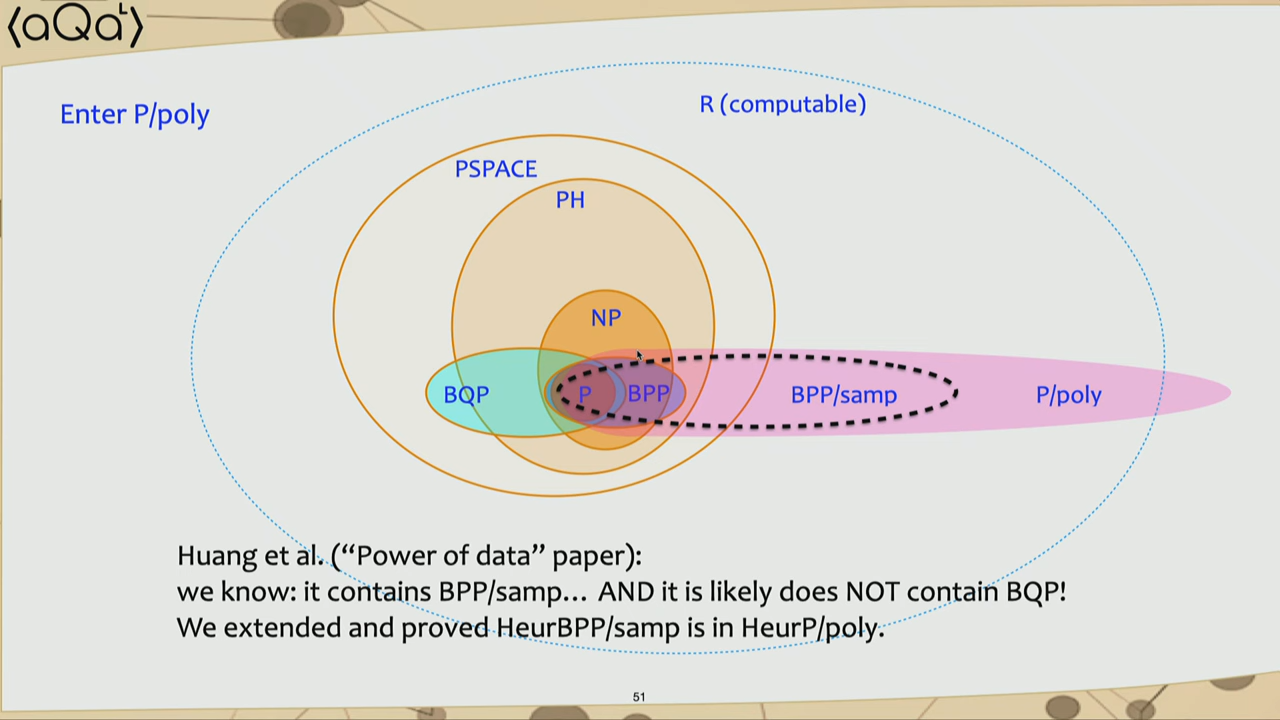 ⟨aQaᴸ⟩
Enter P/poly
R (computable)
PSPACE
PH
NP
BQP
P
BPP
BPP/samp
P/poly
Huang et al. (“Power of data” paper):
we know: it contains BPP/samp... AND it is likely does NOT contain BQP!
We extended and proved HeurBPP/samp is in HeurP/poly.
51